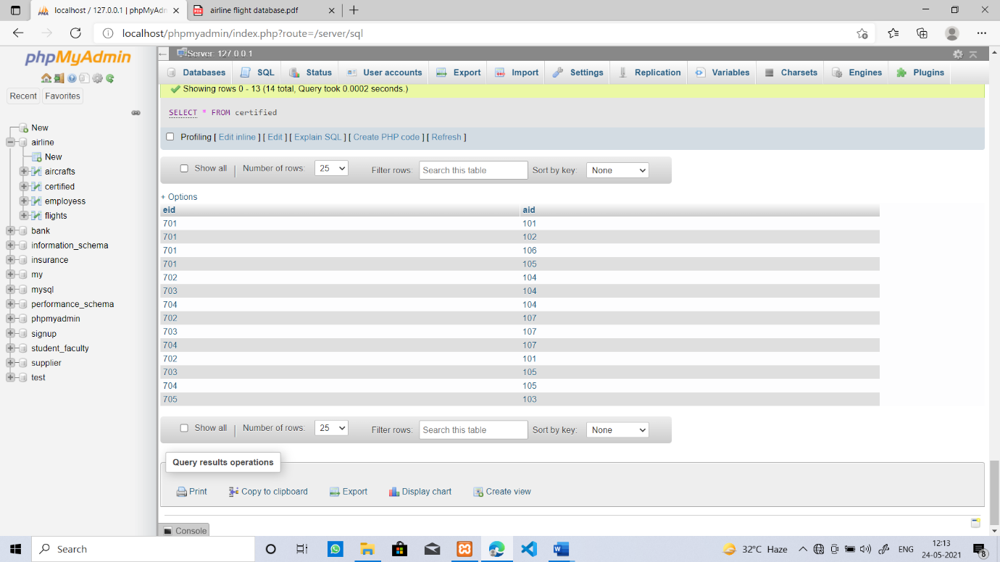 localhost / 127.0.0.1 | phpMyAdn
airline flight database.pdf
localhost/phpmyadmin/index.php?route=/server/sql
phpMyAdmin
Recent Favorites
New
airline
New
aircrafts
certified
employess
flights
bank
information_schema
insurance
my
mysql
performance_schema
phpmyadmin
signup
student_faculty
supplier
test
Server: 127.0.0.1
Databases SQL Status User accounts Export Import Settings Replication Variables Charsets Engines Plugins
Showing rows 0 - 13 (14 total, Query took 0.0002 seconds.)
SELECT * FROM certified
Profiling [ Edit inline ] [ Edit ] [ Explain SQL ] [ Create PHP code ] [ Refresh ]
Show all | Number of rows: 25 Filter rows: Search this table Sort by key: None
+ Options
eid aid
701 101
701 102
701 106
701 105
702 104
703 104
704 104
702 107
703 107
704 107
702 101
703 105
704 105
705 103
Show all | Number of rows: 25 Filter rows: Search this table Sort by key: None
Query results operations
Print Copy to clipboard Export Display chart Create view
Console
Search
32°C Haze ENG 12:13
24-05-2021
8